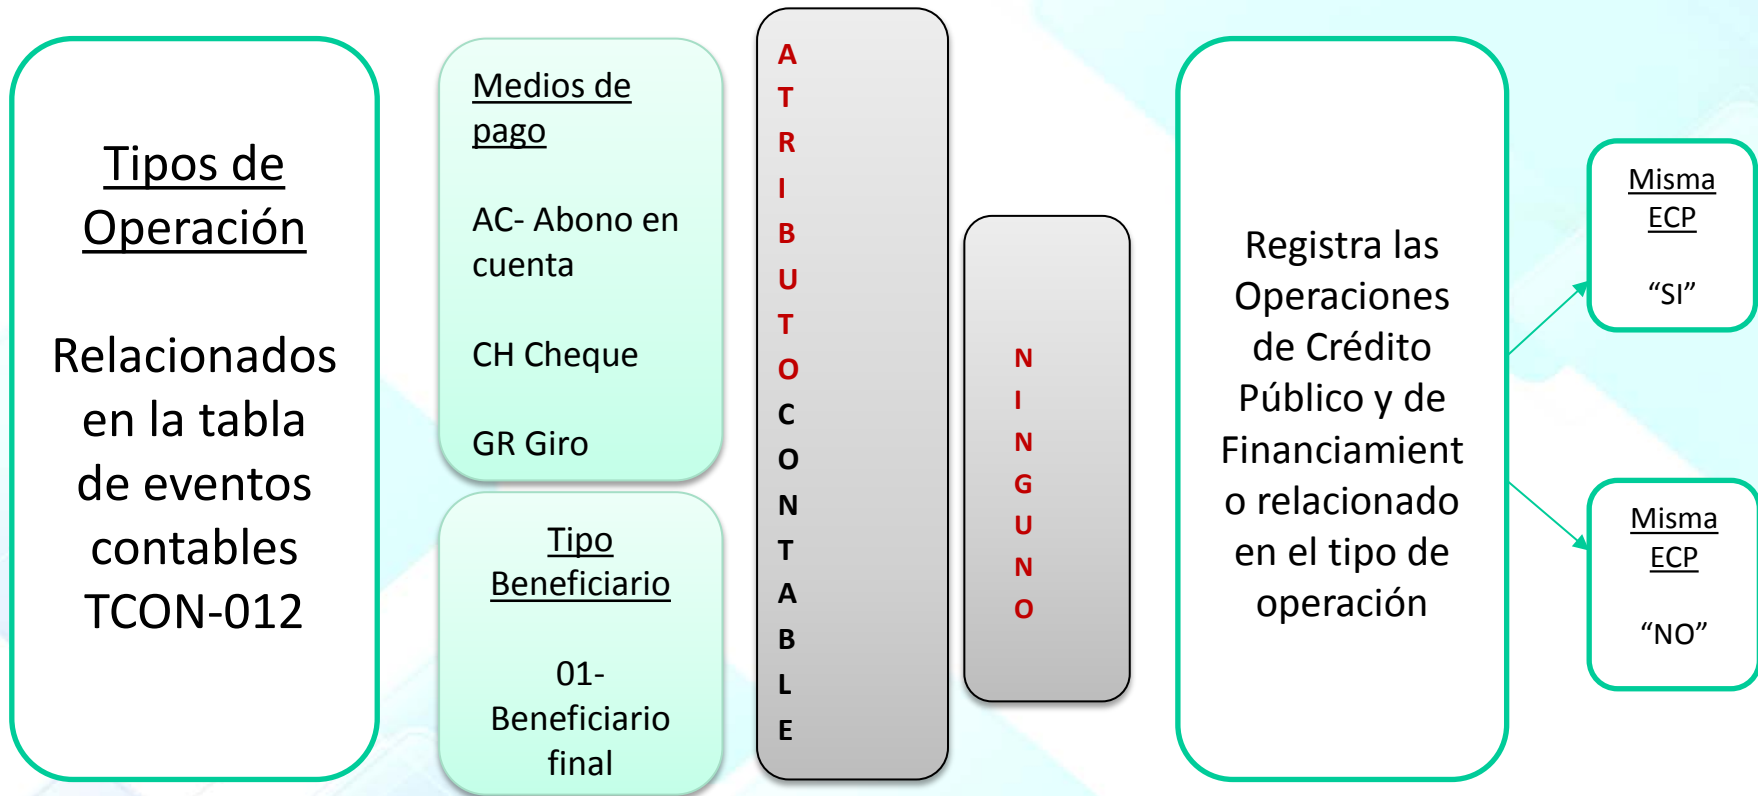 Tipos de
Operación
Relacionados
en la tabla
de eventos
contables
TCON-012
Medios de
pago
AC- Abono en
cuenta
CH Cheque
GR Giro
Tipo
Beneficiario
01-
Beneficiario
final
A
T
R
I
B
U
T
O
C
O
N
T
A
B
L
E
N
I
N
G
U
N
O
Registra las
Operaciones
de Crédito
Público y de
Financiamient
o relacionado
en el tipo de
operación
Misma
ECP
“SI”
Misma
ECP
“NO”